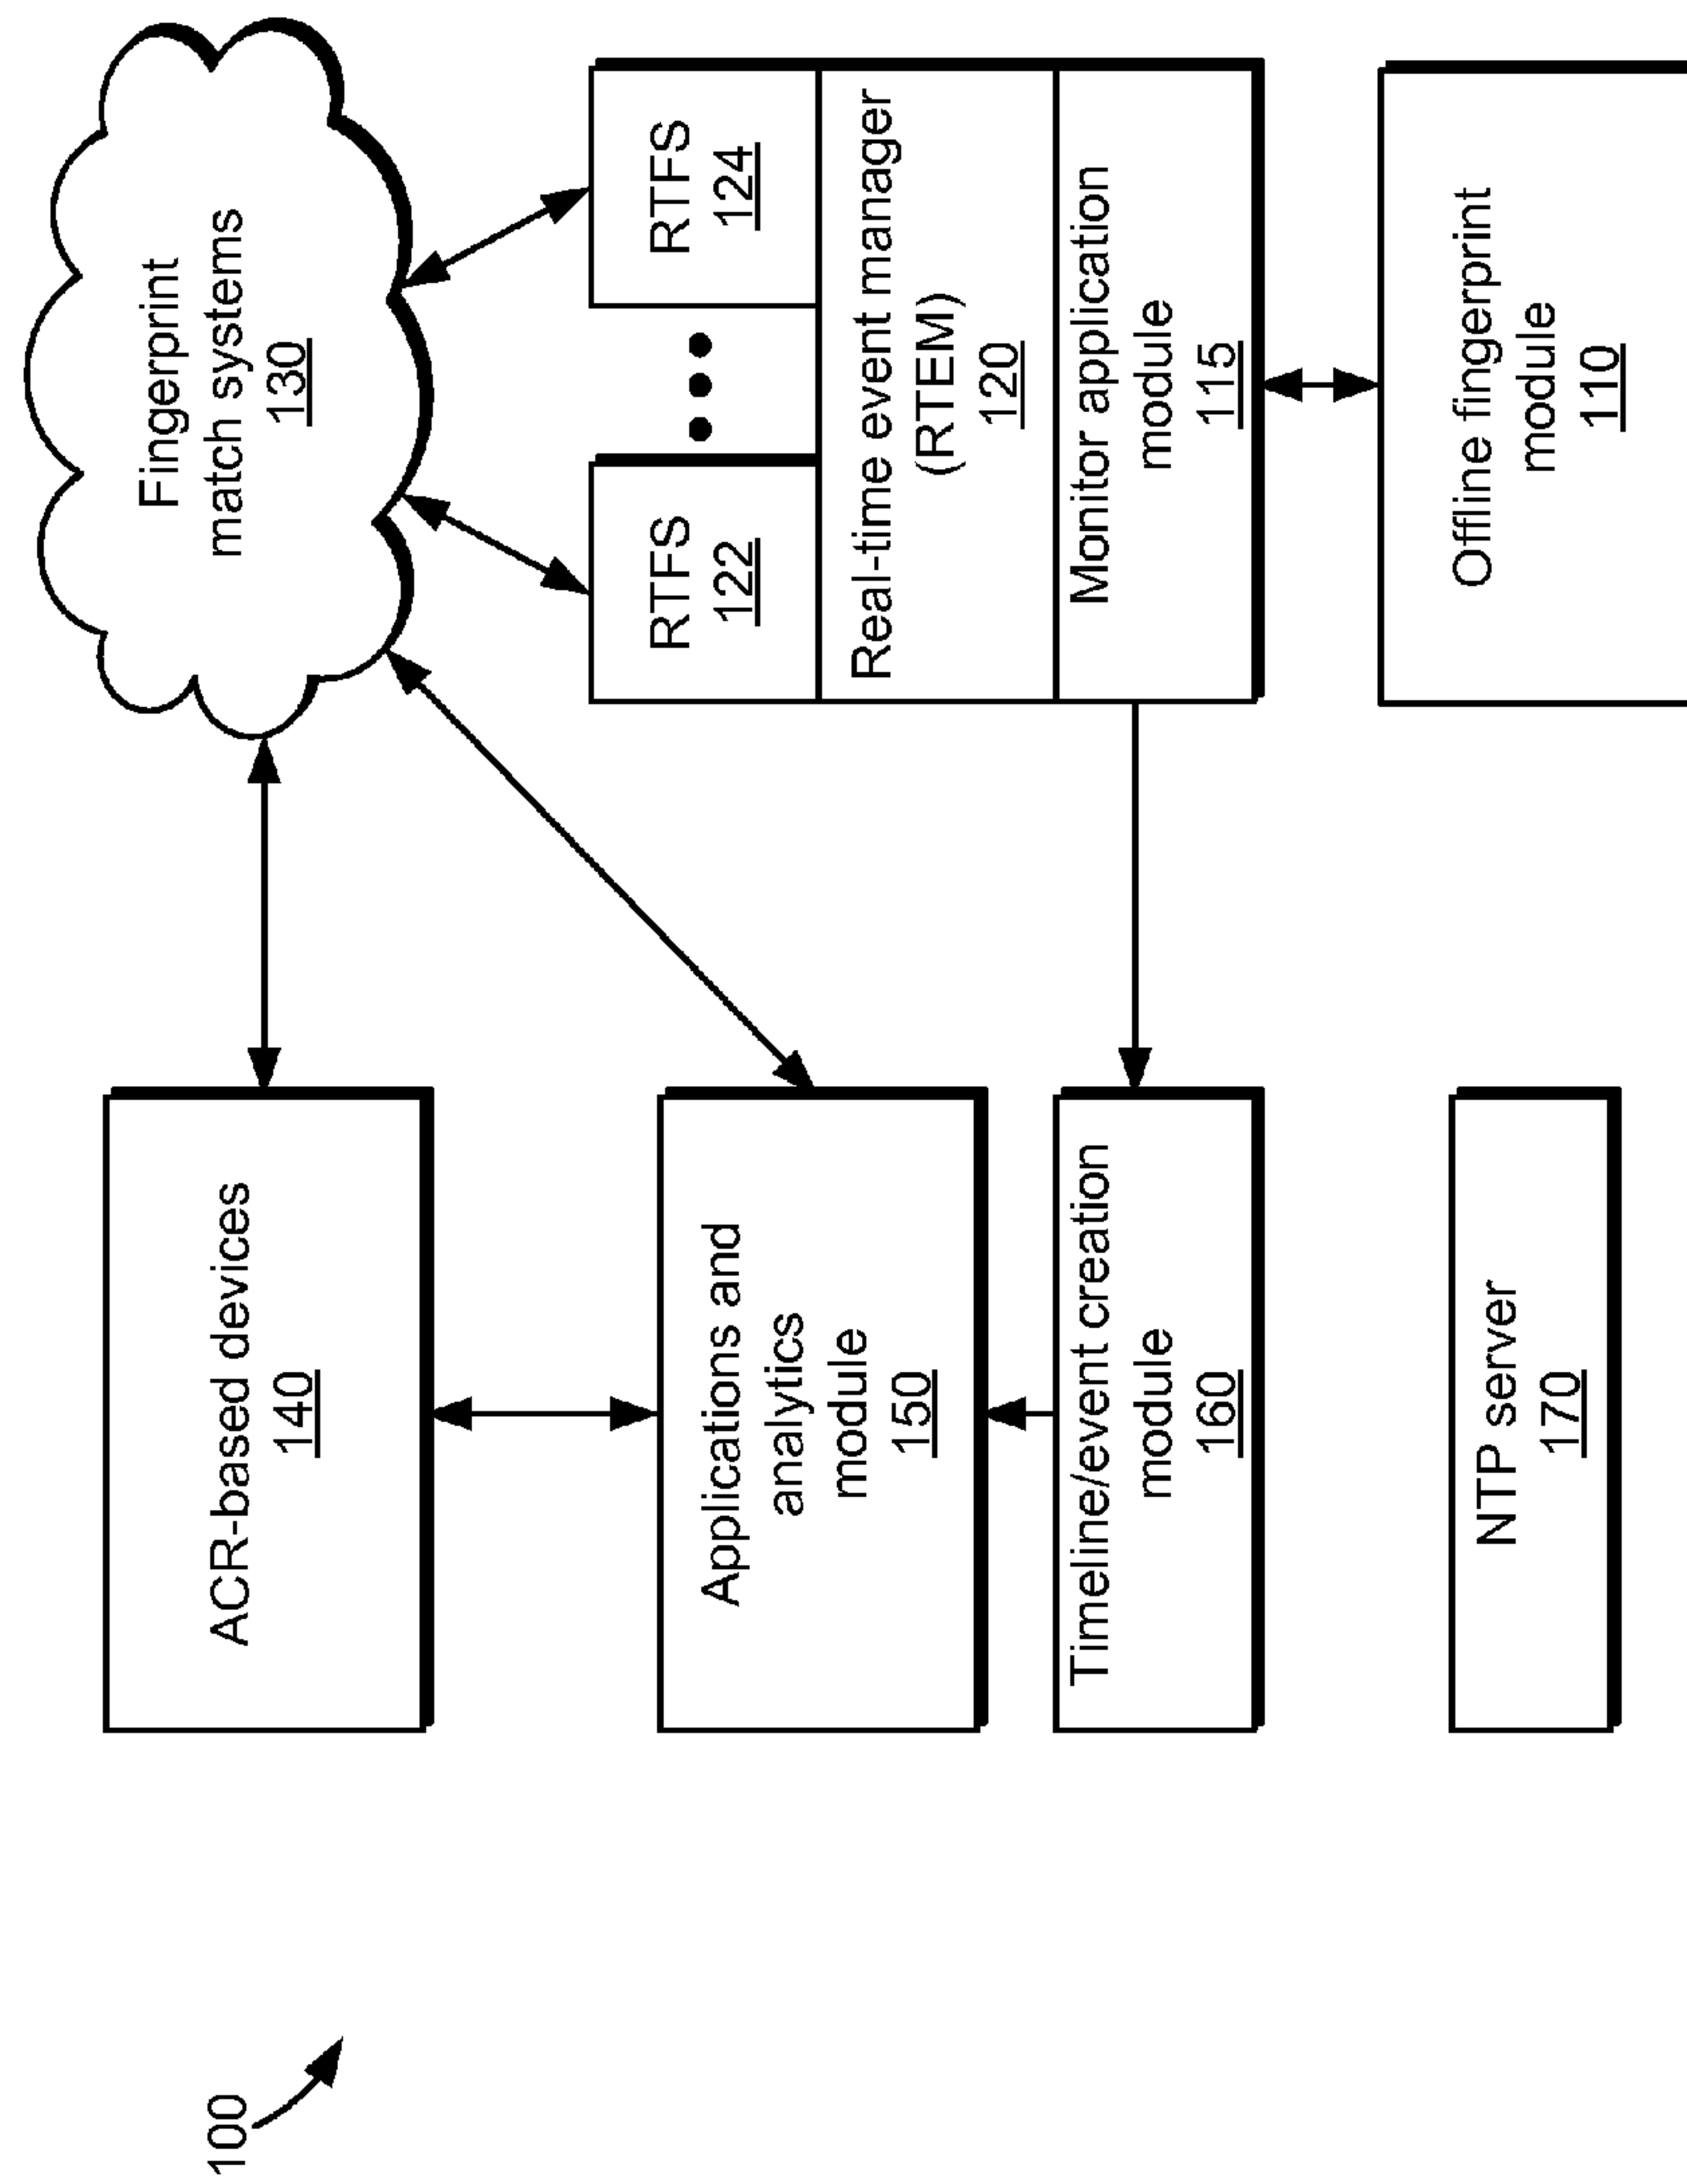 100
ACR-based devices
140
Applications and
analytics
module
150
Timeline/event creation
module
160
NTP server
170
Fingerprint
match systems
130
RTFS
122
RTFS
124
Real-time event manager
(RTEM)
120
Monitor application
module
115
Offline fingerprint
module
110